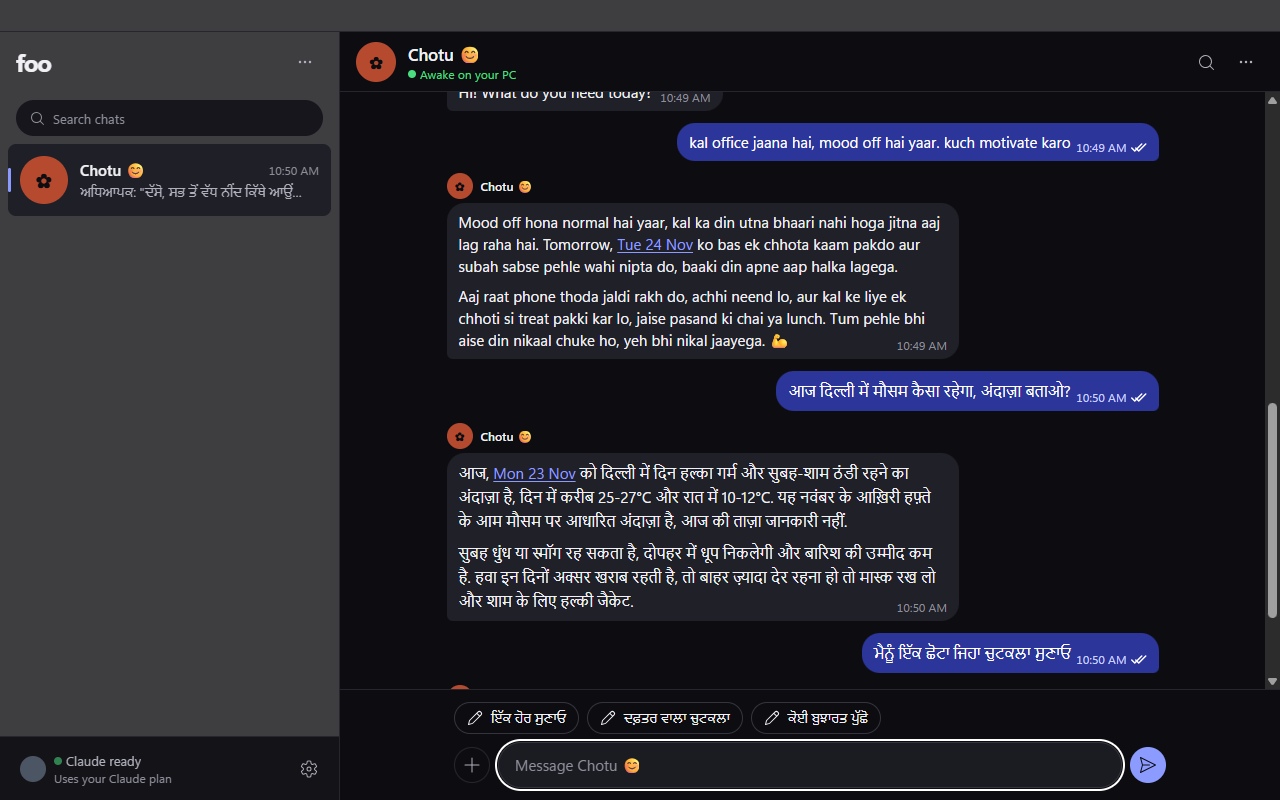 foo
Search chats
Chotu 😊
10:50 AM
ਅਧਿਆਪਕ: "ਦੱਸੋ, ਸਭ ਤੋਂ ਵੱਧ ਨੀਂਦ ਕਿੱਥੇ ਆਉਂ...
Claude ready
Uses your Claude plan
Chotu 😊
Awake on your PC
Hi! What do you need today? 10:49 AM
kal office jaana hai, mood off hai yaar. kuch motivate karo 10:49 AM
Chotu 😊
Mood off hona normal hai yaar, kal ka din utna bhaari nahi hoga jitna aaj
lag raha hai. Tomorrow, Tue 24 Nov ko bas ek chhota kaam pakdo aur
subah sabse pehle wahi nipta do, baaki din apne aap halka lagega.
Aaj raat phone thoda jaldi rakh do, achhi neend lo, aur kal ke liye ek
chhoti si treat pakki kar lo, jaise pasand ki chai ya lunch. Tum pehle bhi
aise din nikaal chuke ho, yeh bhi nikal jaayega. 💪 10:49 AM
आज दिल्ली में मौसम कैसा रहेगा, अंदाज़ा बताओ? 10:50 AM
Chotu 😊
आज, Mon 23 Nov को दिल्ली में दिन हल्का गर्म और सुबह-शाम ठंडी रहने का
अंदाज़ा है, दिन में करीब 25-27°C और रात में 10-12°C. यह नवंबर के आख़िरी हफ़्ते
के आम मौसम पर आधारित अंदाज़ा है, आज की ताज़ा जानकारी नहीं.
सुबह धुंध या स्मॉग रह सकता है, दोपहर में धूप निकलेगी और बारिश की उम्मीद कम
है. हवा इन दिनों अक्सर खराब रहती है, तो बाहर ज़्यादा देर रहना हो तो मास्क रख लो
और शाम के लिए हल्की जैकेट. 10:50 AM
ਮੈਨੂੰ ਇੱਕ ਛੋਟਾ ਜਿਹਾ ਚੁਟਕਲਾ ਸੁਣਾਓ 10:50 AM
ਇੱਕ ਹੋਰ ਸੁਣਾਓ
ਦਫ਼ਤਰ ਵਾਲਾ ਚੁਟਕਲਾ
ਕੋਈ ਬੁਝਾਰਤ ਪੁੱਛੋ
Message Chotu 😊